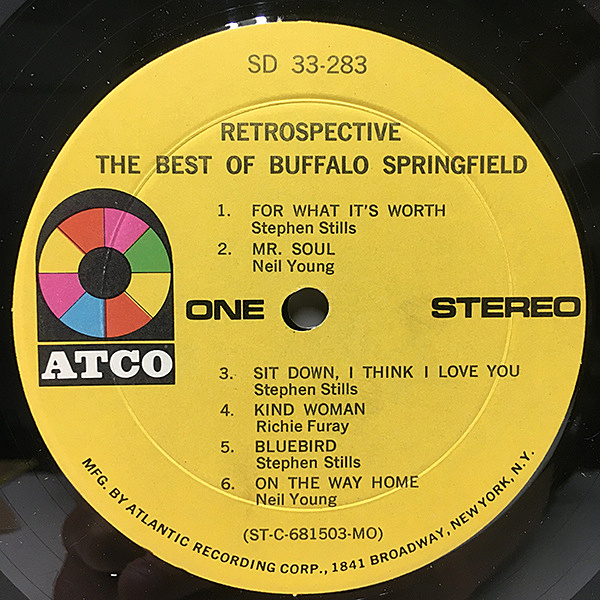 SD 33-283
RETROSPECTIVE
THE BEST OF BUFFALO SPRINGFIELD
1. FOR WHAT IT'S WORTH
Stephen Stills
2. MR. SOUL
Neil Young
ONE
STEREO
ATCO
3. SIT DOWN, I THINK I LOVE YOU
Stephen Stills
4. KIND WOMAN
Richie Furay
5. BLUEBIRD
Stephen Stills
6. ON THE WAY HOME
Neil Young
(ST-C-681503-MO)
MFG. BY ATLANTIC RECORDING CORP., 1841 BROADWAY, NEW YORK, N.Y.